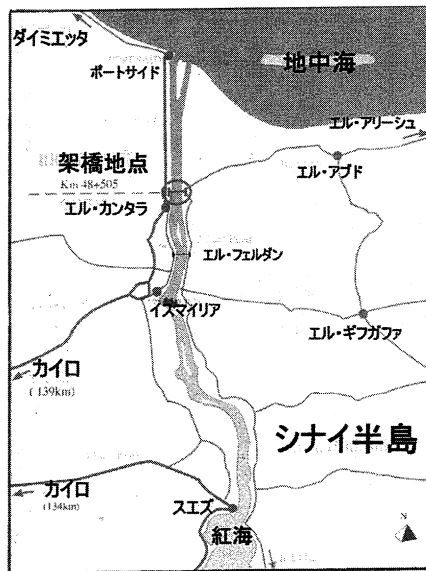 ダイミエッタ
ポートサイド
地中海
エル・アリーシュ
架橋地点
Km 48+505
エル・アブド
エル・カンタラ
エル・フェルダン
イスマイリア
エル・ギフガファ
カイロ
(139km)
シナイ半島
カイロ
(134km)
スエズ
紅海
N